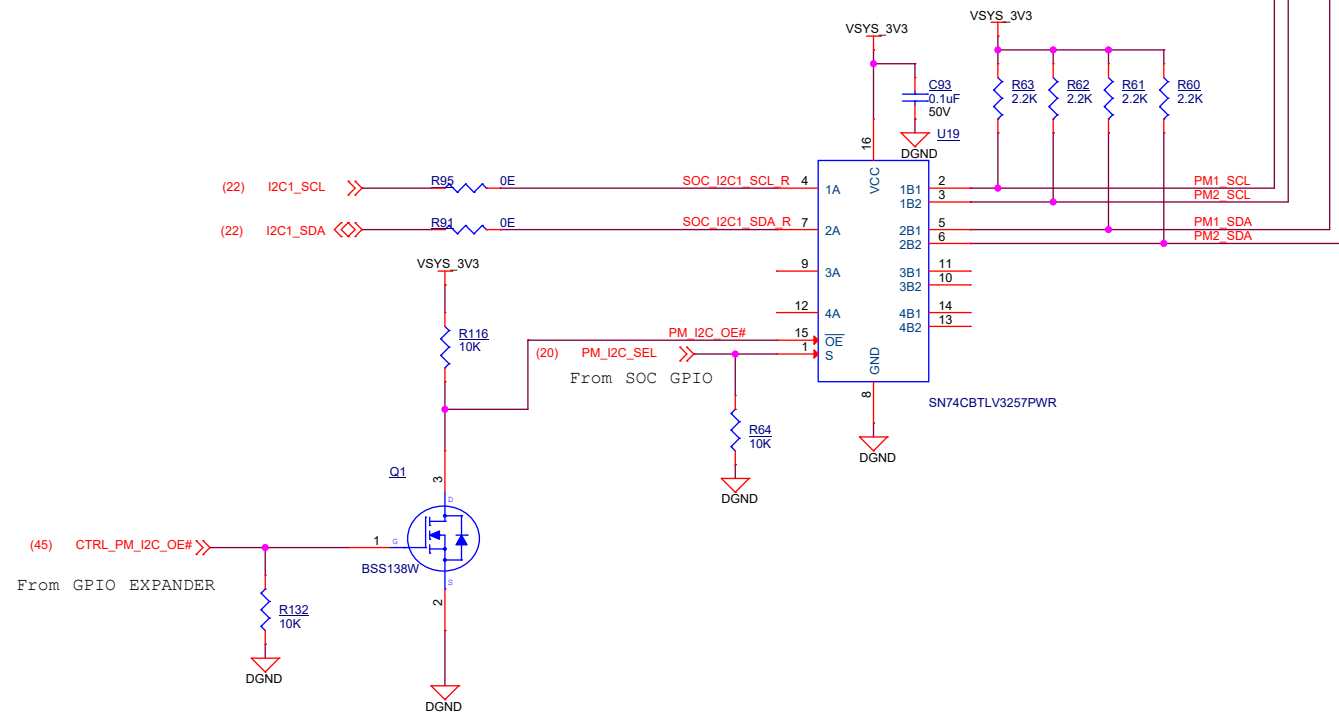 VSYS_3V3
VSYS_3V3
C93
0.1uF
50V
R63
2.2K
R62
2.2K
R61
2.2K
R60
2.2K
DGND
U19
16
VCC
(22) I2C1_SCL
R95
0E
SOC_I2C1_SCL_R
4
1A
1B1
2
PM1_SCL
1B2
3
PM2_SCL
(22) I2C1_SDA
R91
0E
SOC_I2C1_SDA_R
7
2A
2B1
5
PM1_SDA
2B2
6
PM2_SDA
VSYS_3V3
9
3A
3B1
11
3B2
10
12
4A
4B1
14
4B2
13
R116
10K
PM_I2C_OE#
15
OE
(20) PM_I2C_SEL
1
S
From SOC GPIO
GND
8
SN74CBTLV3257PWR
R64
10K
DGND
DGND
Q1
3
D
(45) CTRL_PM_I2C_OE#
1
G
BSS138W
From GPIO EXPANDER
S
2
R132
10K
DGND
DGND